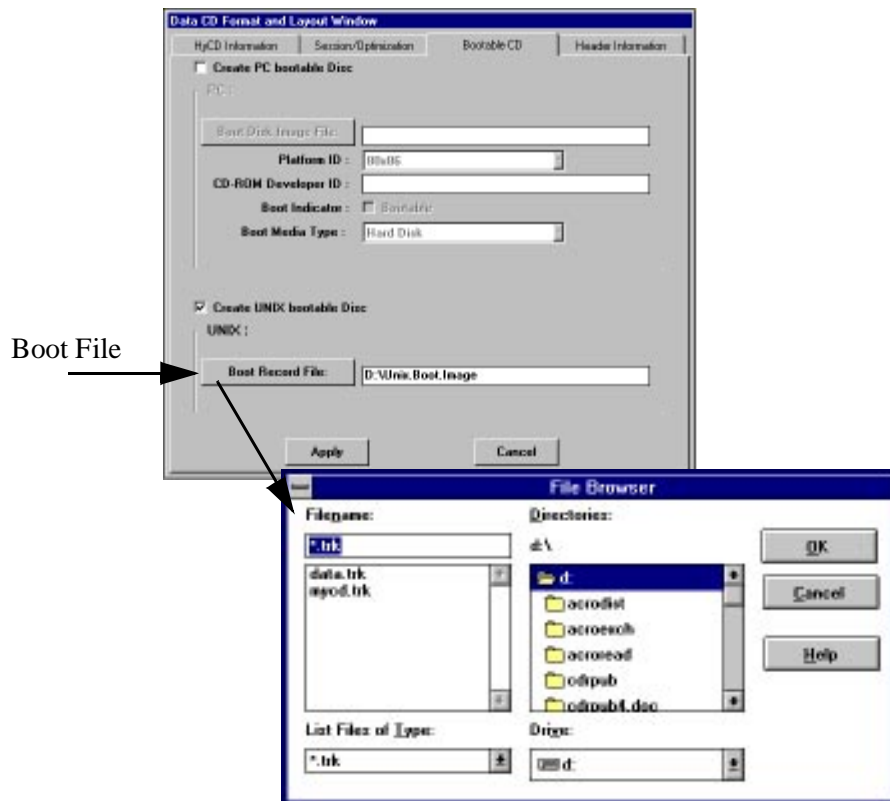 Data CD Format and Layout Window
HyCD Information
Session/Optimization
Bootable CD
Header Information
Create PC bootable Disc
PC :
Boot Disk Image File:
Platform ID :
80x86
CD-ROM Developer ID :
Boot Indicator :
Bootable
Boot Media Type :
Hard Disk
Create UNIX bootable Disc
UNIX :
Boot File
Boot Record File:
D:\Unix.Boot.Image
Apply
Cancel
File Browser
Filename:
*.trk
data.trk
mycd.trk
List Files of Type:
*.trk
Directories:
d:\
d:
acrodist
acroexch
acroread
cdrpub
cdrpub4.doc
Drive:
d:
OK
Cancel
Help